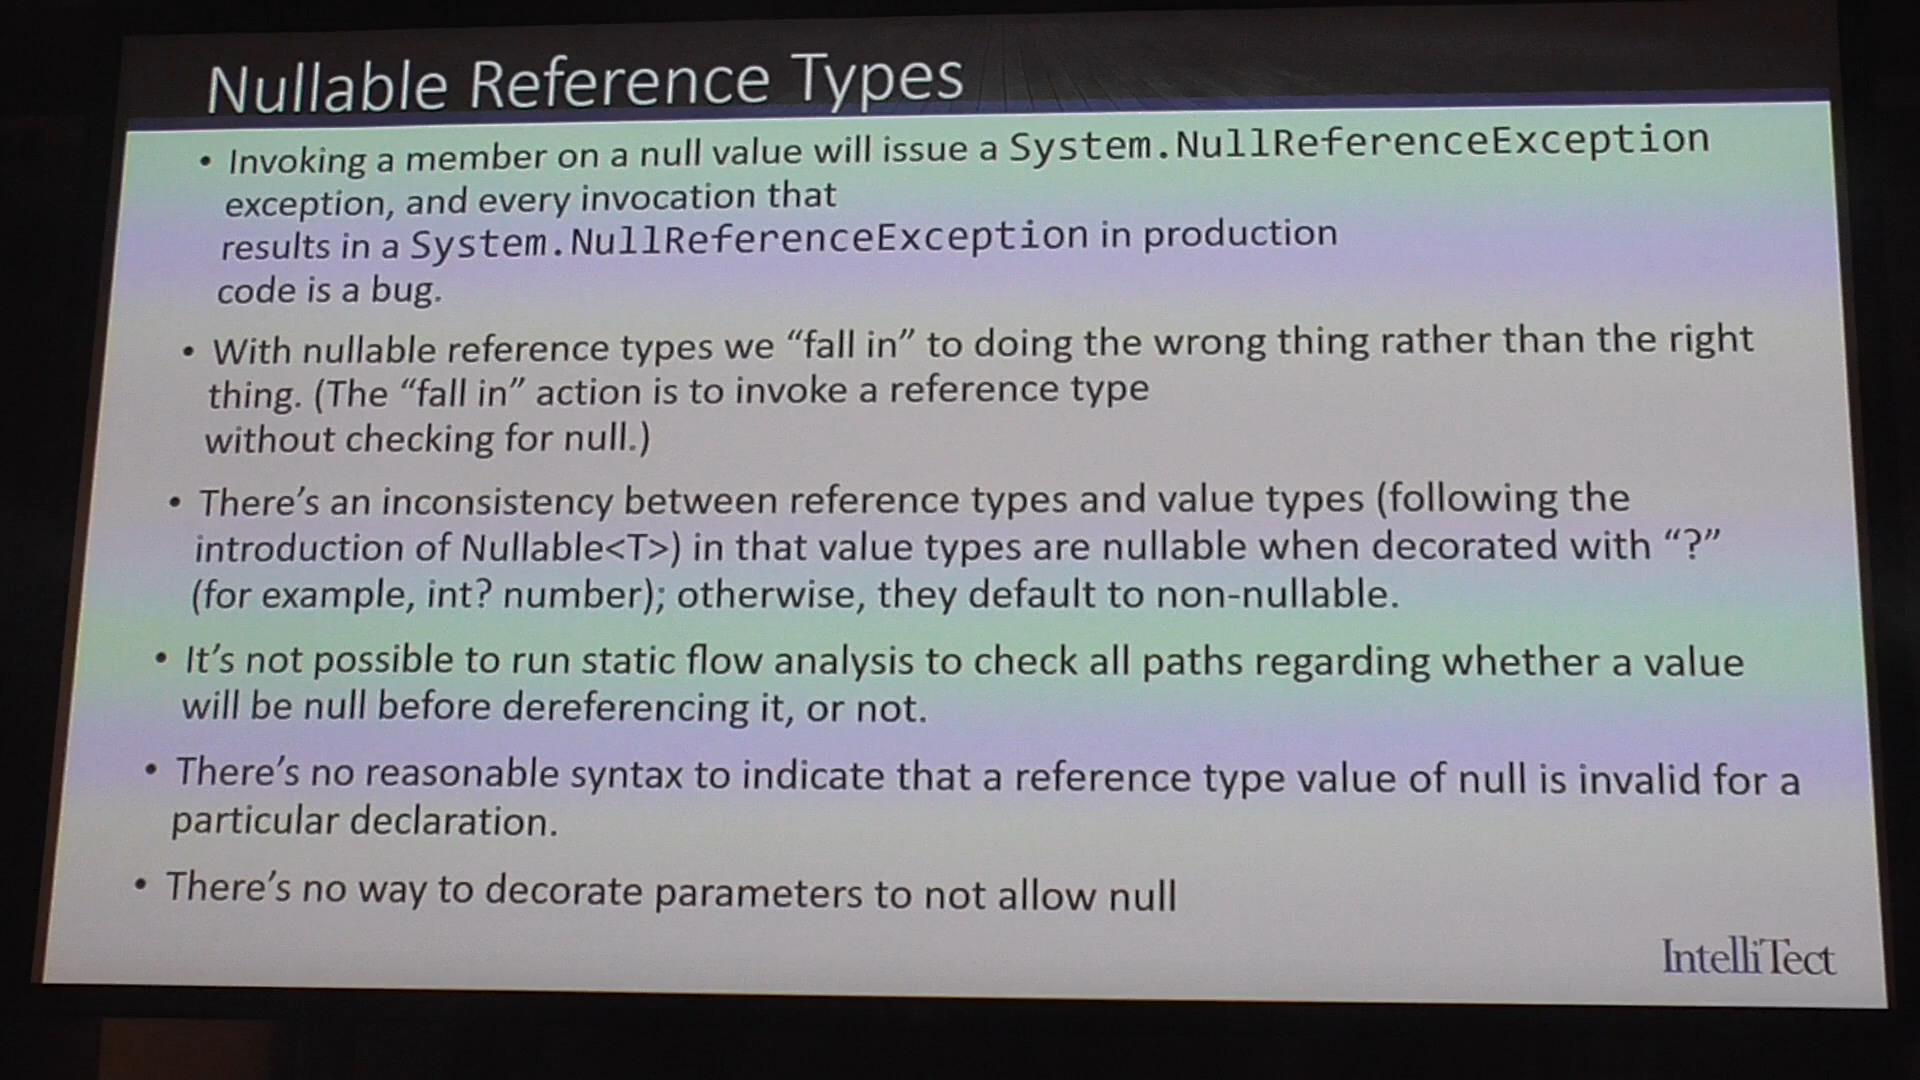 Nullable Reference Types
• Invoking a member on a null value will issue a System.NullReferenceException
exception, and every invocation that
results in a System.NullReferenceException in production
code is a bug.
• With nullable reference types we “fall in” to doing the wrong thing rather than the right
thing. (The “fall in” action is to invoke a reference type
without checking for null.)
• There’s an inconsistency between reference types and value types (following the
introduction of Nullable<T>) in that value types are nullable when decorated with “?”
(for example, int? number); otherwise, they default to non-nullable.
• It’s not possible to run static flow analysis to check all paths regarding whether a value
will be null before dereferencing it, or not.
• There’s no reasonable syntax to indicate that a reference type value of null is invalid for a
particular declaration.
• There’s no way to decorate parameters to not allow null
IntelliTect